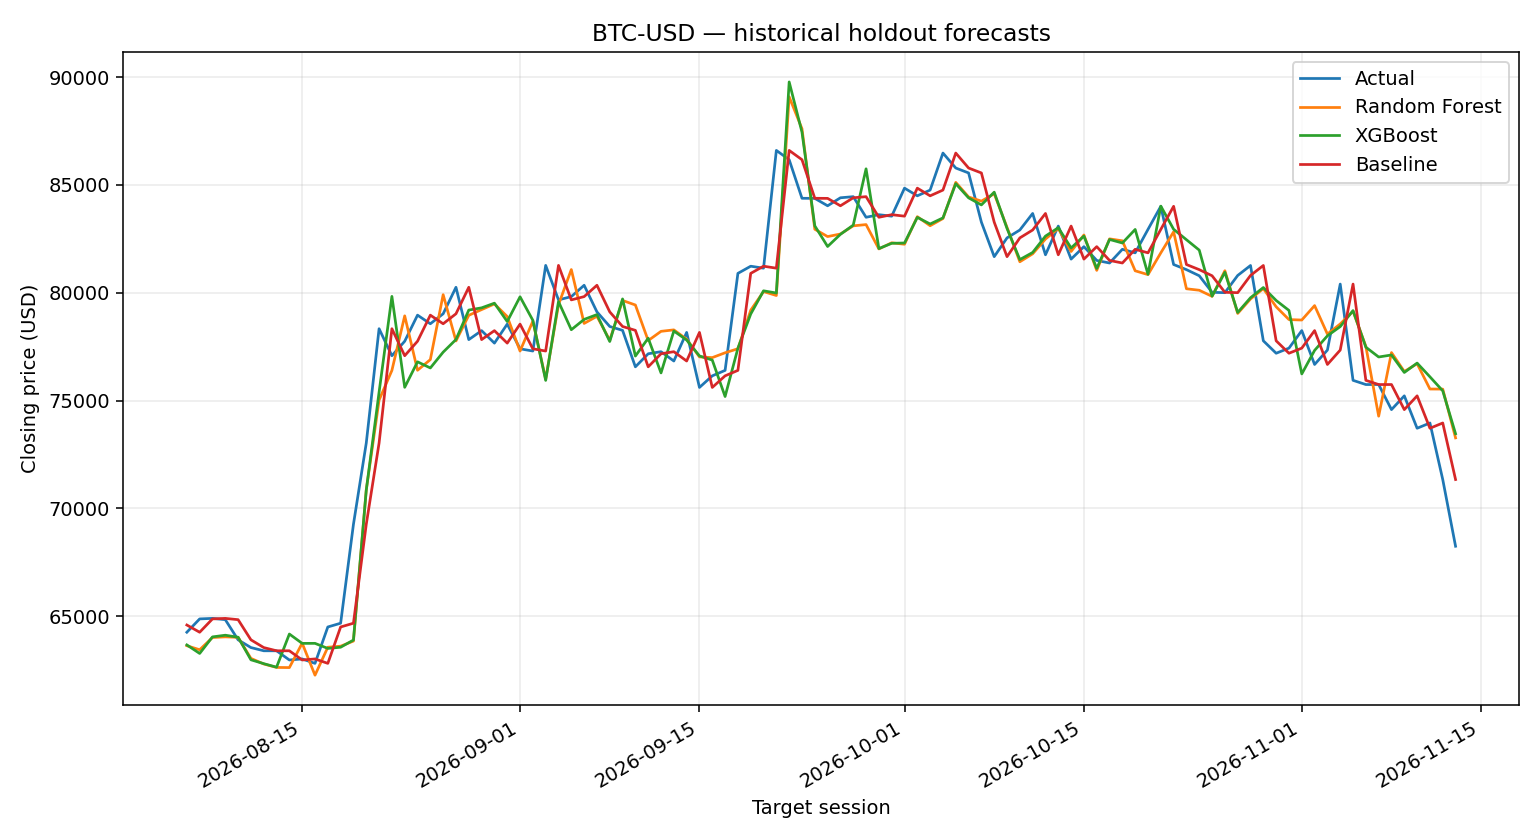 BTC-USD — historical holdout forecasts
Actual
Random Forest
XGBoost
Baseline
Closing price (USD)
90000
85000
80000
75000
70000
65000
2026-08-15
2026-09-01
2026-09-15
2026-10-01
2026-10-15
2026-11-01
2026-11-15
Target session